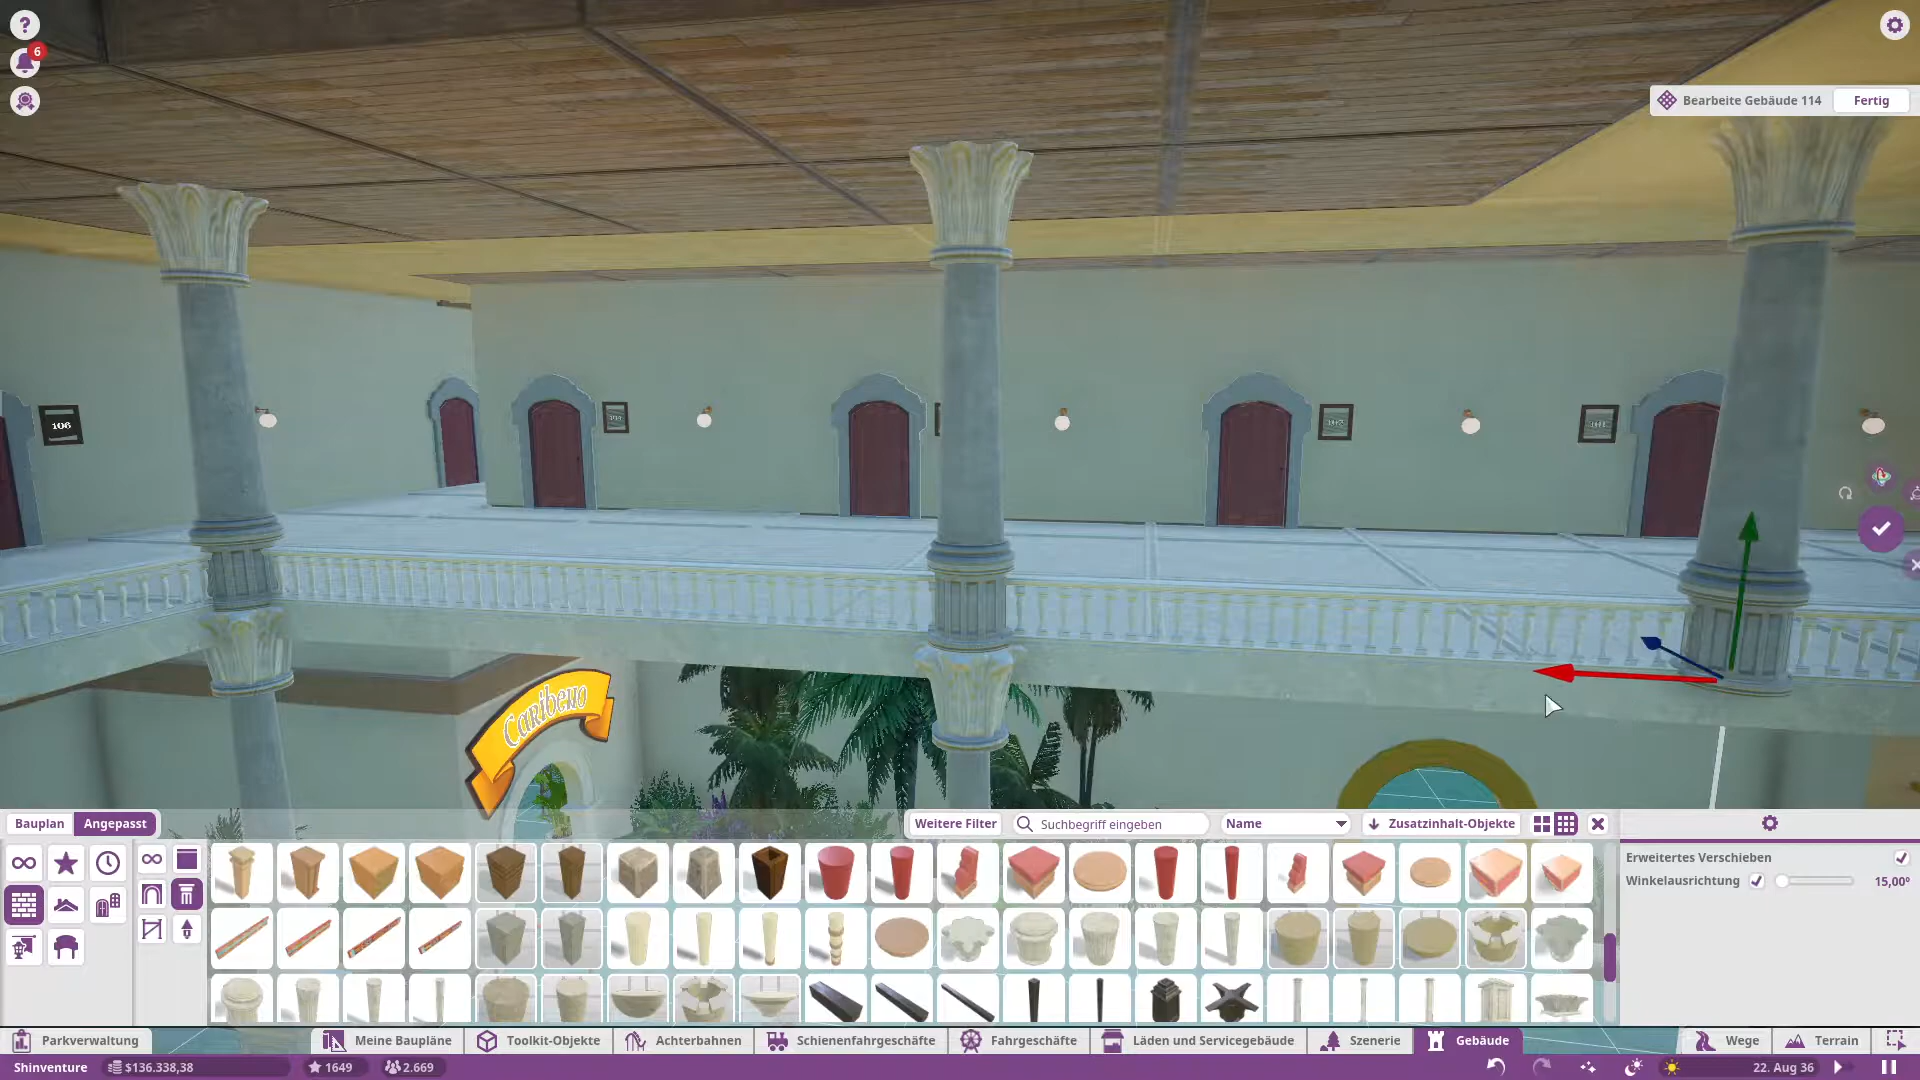 ?
6
Bearbeite Gebäude 114
Fertig
106
Caribeno
Bauplan
Angepasst
Weitere Filter
Suchbegriff eingeben
Name
Zusatzinhalt-Objekte
Erweitertes Verschieben
Winkelausrichtung
15,00°
Parkverwaltung
Meine Baupläne
Toolkit-Objekte
Achterbahnen
Schienenfahrgeschäfte
Fahrgeschäfte
Läden und Servicegebäude
Szenerie
Gebäude
Wege
Terrain
Shinventure
$136.338,38
1649
2.669
22. Aug 36